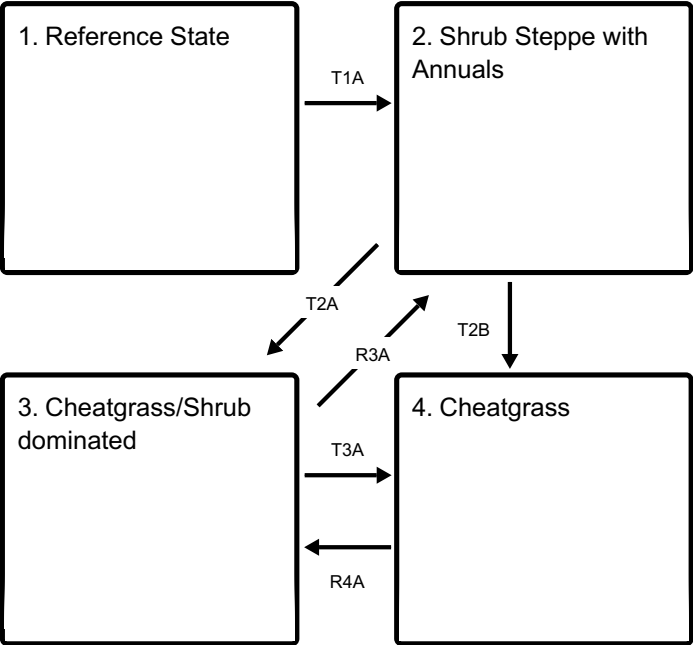 1. Reference State
T1A
2. Shrub Steppe with
Annuals
T2A
R3A
T2B
3. Cheatgrass/Shrub
dominated
T3A
R4A
4. Cheatgrass